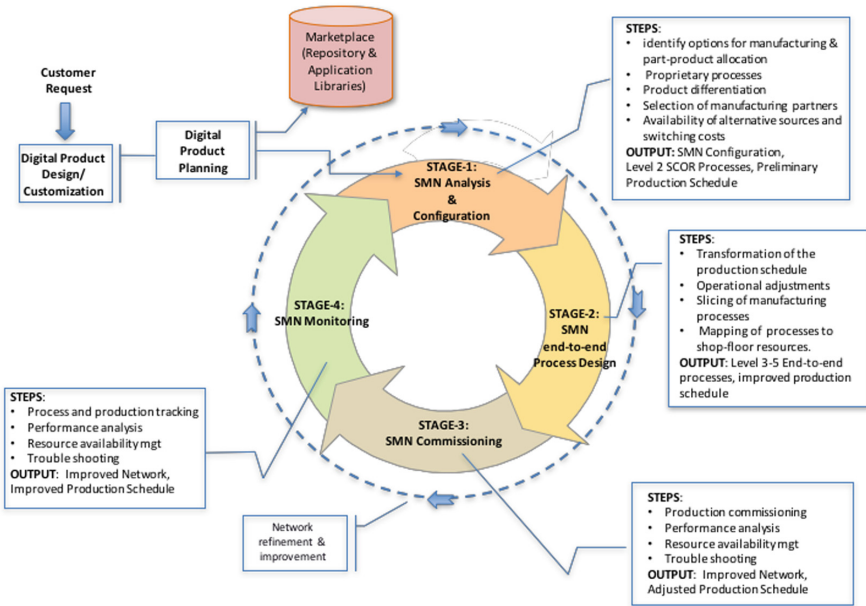 Customer
Request
Digital Product
Design/
Customization
Digital
Product
Planning
Marketplace
(Repository &
Application
Libraries)
STEPS:
• identify options for manufacturing &
part-product allocation
• Proprietary processes
• Product differentiation
• Selection of manufacturing partners
• Availability of alternative sources and
switching costs
OUTPUT: SMN Configuration,
Level 2 SCOR Processes, Preliminary
Production Schedule
STAGE-1:
SMN Analysis
&
Configuration
STEPS:
• Transformation of the
production schedule
• Operational adjustments
• Slicing of manufacturing
processes
• Mapping of processes to
shop-floor resources.
OUTPUT: Level 3-5 End-to-end
processes, improved production
schedule
STAGE-2:
SMN
end-to-end
Process Design
STAGE-4:
SMN Monitoring
STAGE-3:
SMN Commissioning
STEPS:
• Process and production tracking
• Performance analysis
• Resource availability mgt
• Trouble shooting
OUTPUT: Improved Network,
Improved Production Schedule
Network
refinement &
improvement
STEPS:
• Production commissioning
• Performance analysis
• Resource availability mgt
• Trouble shooting
OUTPUT: Improved Network,
Adjusted Production Schedule